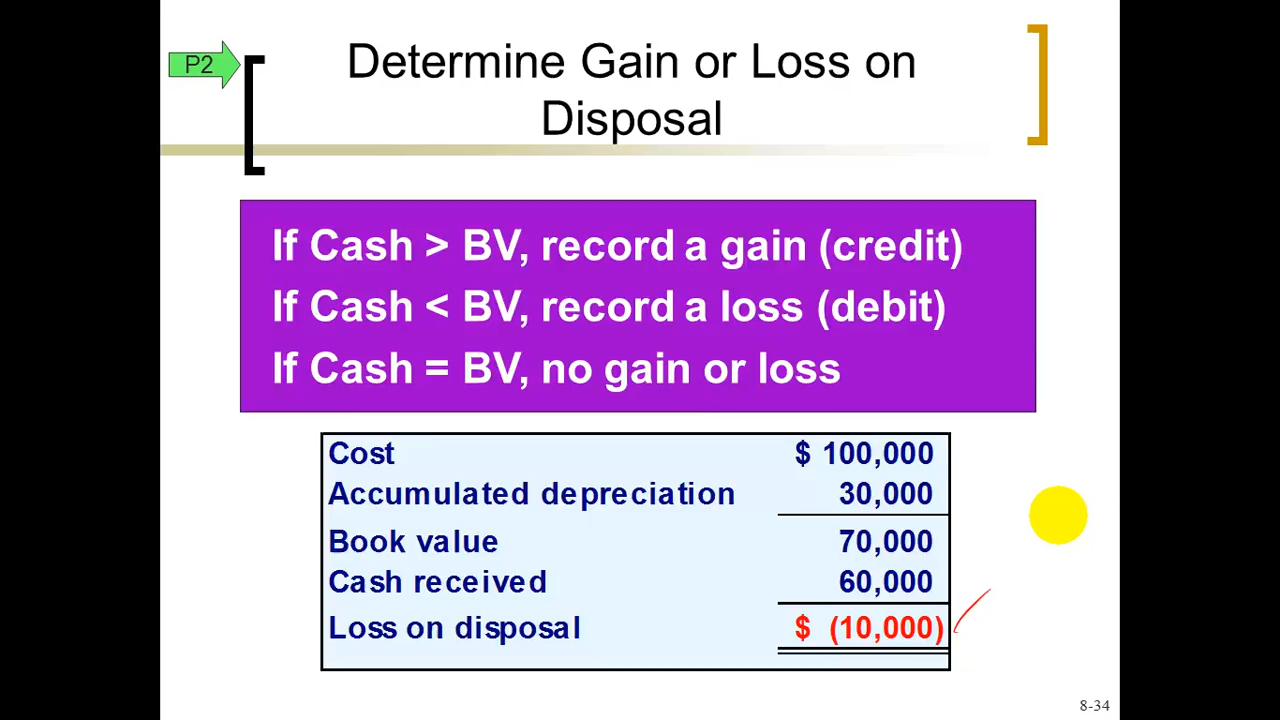 P2
Determine Gain or Loss on
Disposal
If Cash > BV, record a gain (credit)
If Cash < BV, record a loss (debit)
If Cash = BV, no gain or loss
Cost $ 100,000
Accumulated depreciation 30,000
Book value 70,000
Cash received 60,000
Loss on disposal $ (10,000)
8-34